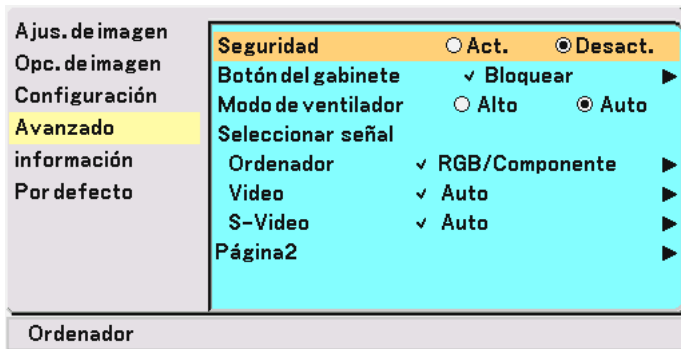 Ajus. de imagen
Opc. de imagen
Configuración
Avanzado
información
Por defecto
Seguridad Act. Desact.
Botón del gabinete ✓ Bloquear ▶
Modo de ventilador Alto Auto
Seleccionar señal
Ordenador ✓ RGB/Componente ▶
Video ✓ Auto ▶
S-Video ✓ Auto ▶
Página2 ▶
Ordenador